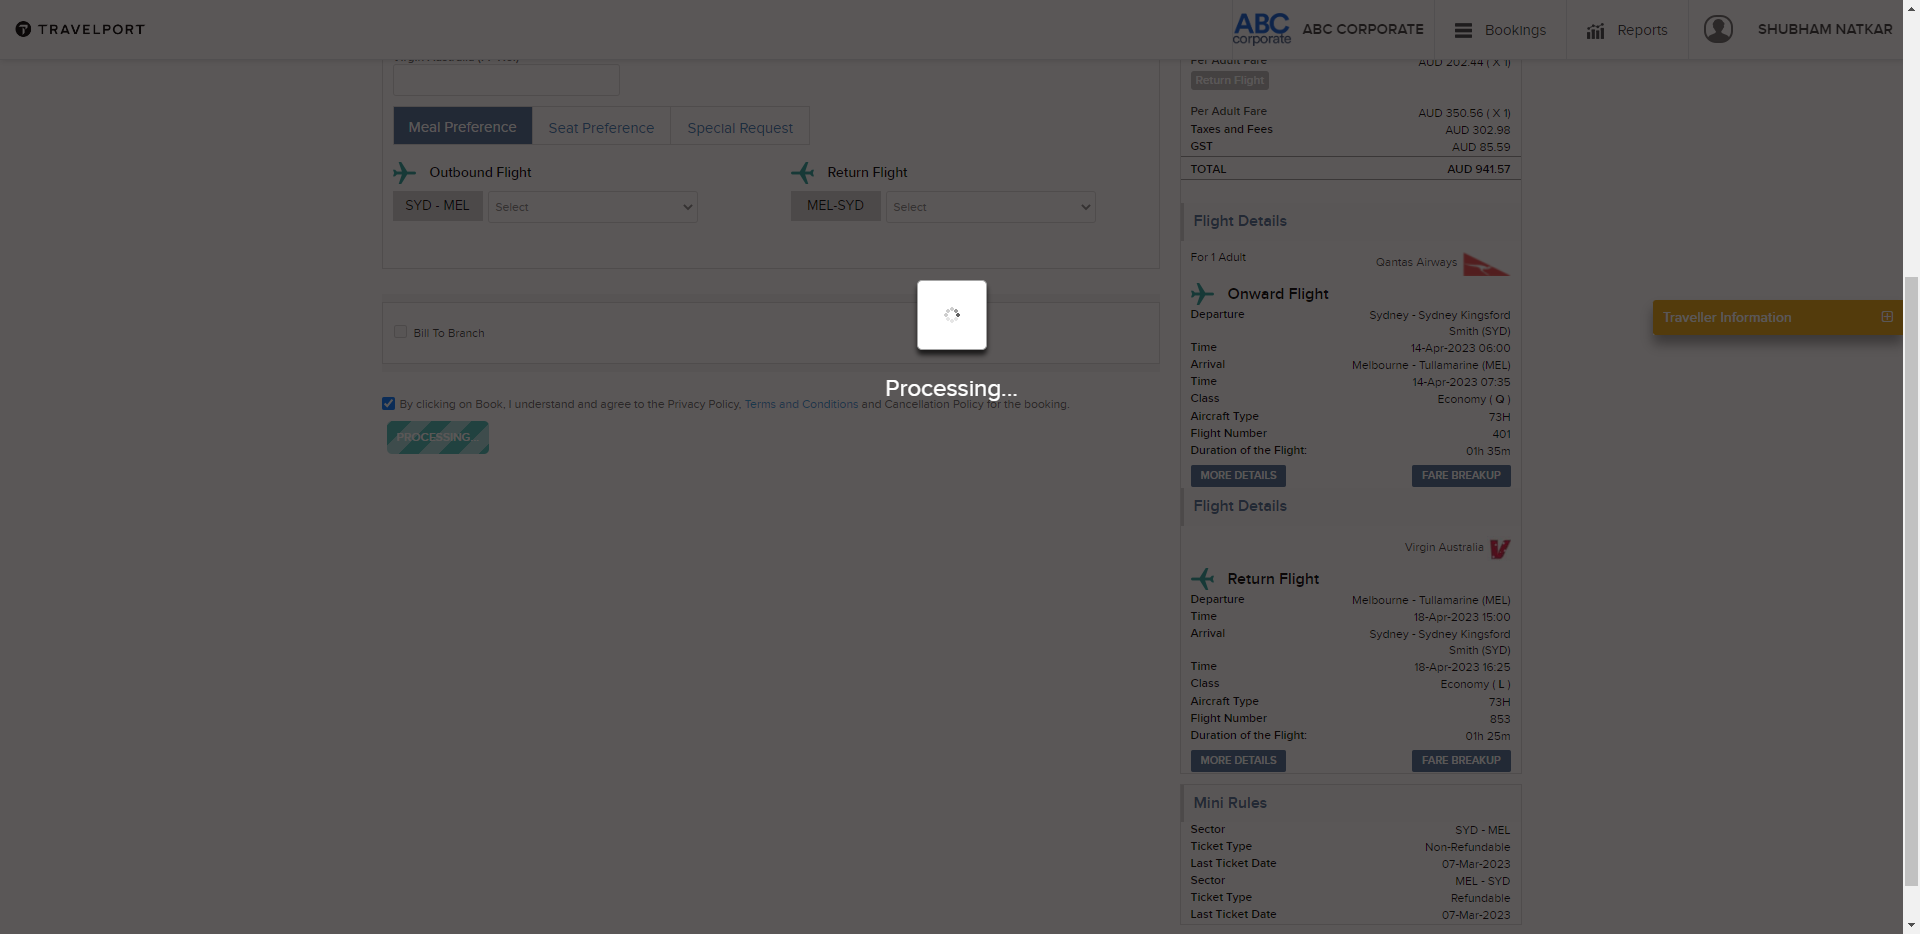 TRAVELPORT
ABC
corporate
ABC CORPORATE
Bookings
Reports
SHUBHAM NATKAR
Meal Preference
Seat Preference
Special Request
Outbound Flight
Return Flight
SYD - MEL
Select
MEL-SYD
Select
Bill To Branch
By clicking on Book, I understand and agree to the Privacy Policy, Terms and Conditions and Cancellation Policy for the booking.
PROCESSING...
Processing...
Per Adult Fare AUD 202.44 ( X 1)
Return Flight
Per Adult Fare AUD 350.56 ( X 1)
Taxes and Fees AUD 302.98
GST AUD 85.59
TOTAL AUD 941.57
Flight Details
For 1 Adult Qantas Airways
Onward Flight
Departure Sydney - Sydney Kingsford
Smith (SYD)
Time 14-Apr-2023 06:00
Arrival Melbourne - Tullamarine (MEL)
Time 14-Apr-2023 07:35
Class Economy ( Q )
Aircraft Type 73H
Flight Number 401
Duration of the Flight: 01h 35m
MORE DETAILS FARE BREAKUP
Flight Details
Virgin Australia
Return Flight
Departure Melbourne - Tullamarine (MEL)
Time 18-Apr-2023 15:00
Arrival Sydney - Sydney Kingsford
Smith (SYD)
Time 18-Apr-2023 16:25
Class Economy ( L )
Aircraft Type 73H
Flight Number 853
Duration of the Flight: 01h 25m
MORE DETAILS FARE BREAKUP
Mini Rules
Sector SYD - MEL
Ticket Type Non-Refundable
Last Ticket Date 07-Mar-2023
Sector MEL - SYD
Ticket Type Refundable
Last Ticket Date 07-Mar-2023
Traveller Information